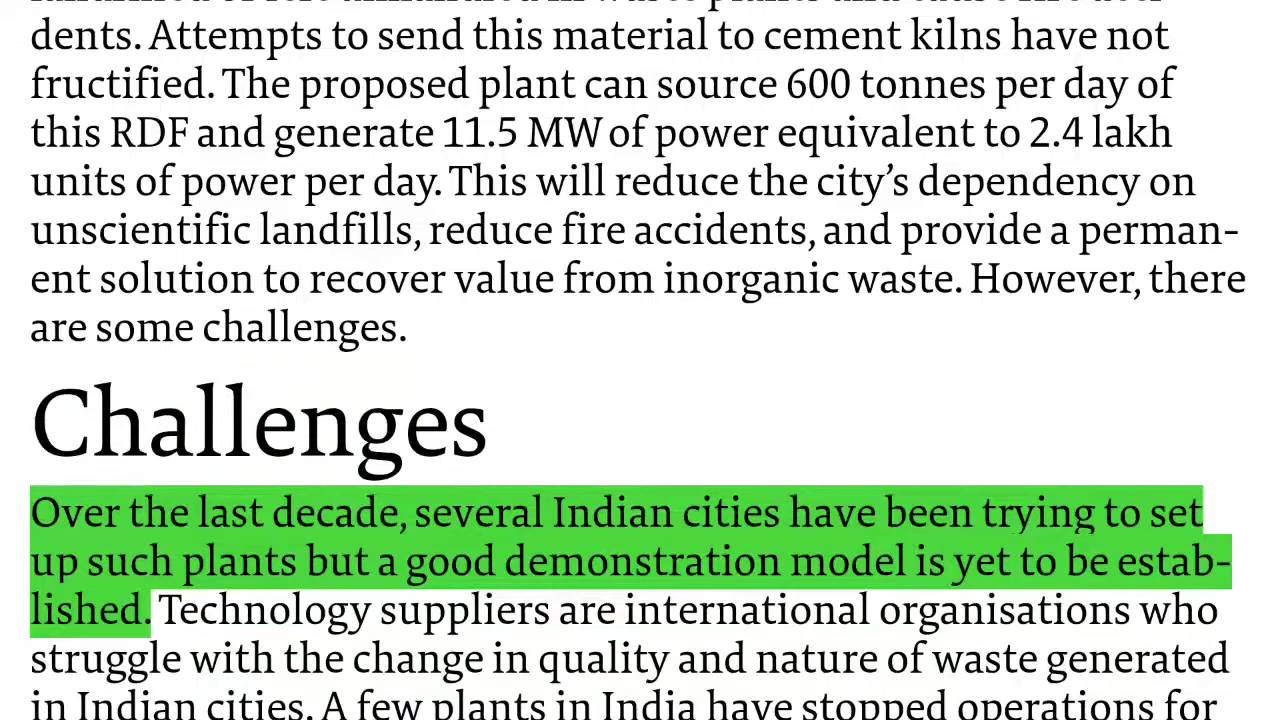 dents. Attempts to send this material to cement kilns have not
fructified. The proposed plant can source 600 tonnes per day of
this RDF and generate 11.5 MW of power equivalent to 2.4 lakh
units of power per day. This will reduce the city’s dependency on
unscientific landfills, reduce fire accidents, and provide a perman-
ent solution to recover value from inorganic waste. However, there
are some challenges.
Challenges
Over the last decade, several Indian cities have been trying to set
up such plants but a good demonstration model is yet to be estab-
lished. Technology suppliers are international organisations who
struggle with the change in quality and nature of waste generated
in Indian cities. A few plants in India have stopped operations for